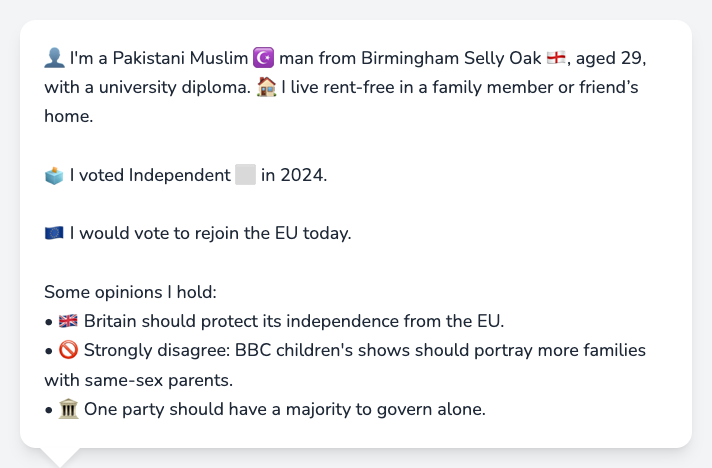 👤 I'm a Pakistani Muslim ☪️ man from Birmingham Selly Oak 🏴󠁧󠁢󠁥󠁮󠁧󠁿, aged 29,
with a university diploma. 🏠 I live rent-free in a family member or friend’s
home.
🗳️ I voted Independent ⬜ in 2024.
🇪🇺 I would vote to rejoin the EU today.
Some opinions I hold:
• 🇬🇧 Britain should protect its independence from the EU.
• 🚫 Strongly disagree: BBC children's shows should portray more families
with same-sex parents.
• 🏛️ One party should have a majority to govern alone.